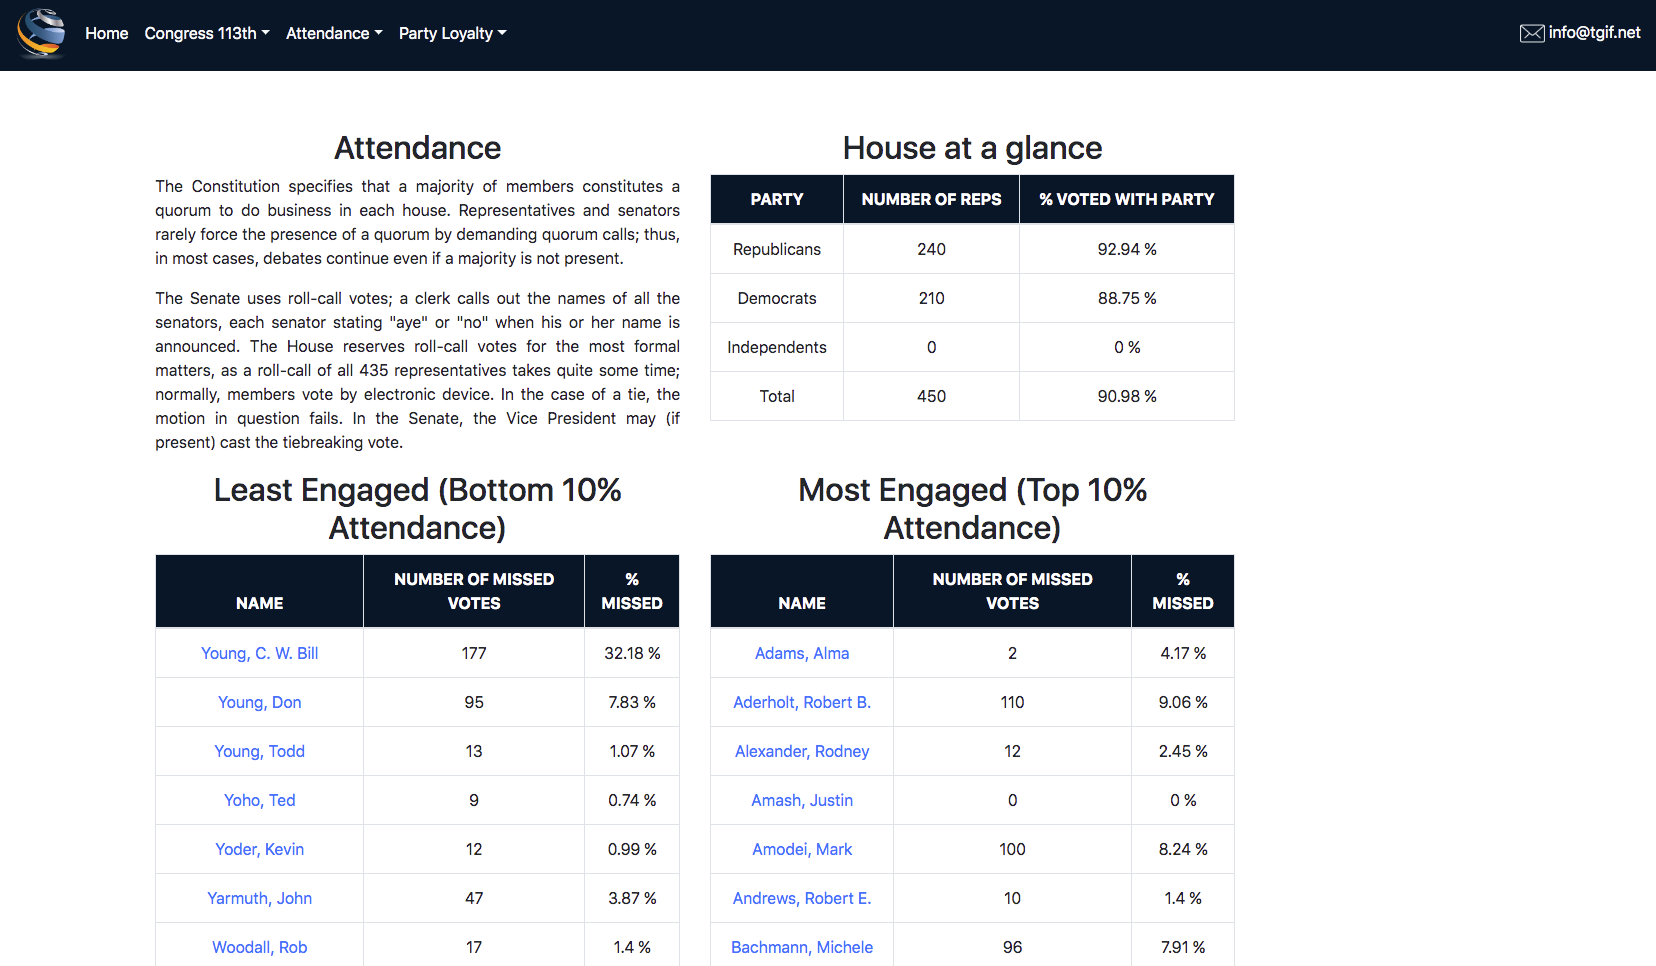 Home Congress 113th Attendance Party Loyalty info@tgif.net
Attendance
The Constitution specifies that a majority of members constitutes a
quorum to do business in each house. Representatives and senators
rarely force the presence of a quorum by demanding quorum calls; thus,
in most cases, debates continue even if a majority is not present.
The Senate uses roll-call votes; a clerk calls out the names of all the
senators, each senator stating "aye" or "no" when his or her name is
announced. The House reserves roll-call votes for the most formal
matters, as a roll-call of all 435 representatives takes quite some time;
normally, members vote by electronic device. In the case of a tie, the
motion in question fails. In the Senate, the Vice President may (if
present) cast the tiebreaking vote.
House at a glance
PARTY NUMBER OF REPS % VOTED WITH PARTY
Republicans 240 92.94 %
Democrats 210 88.75 %
Independents 0 0 %
Total 450 90.98 %
Least Engaged (Bottom 10%
Attendance)
NUMBER OF MISSED %
NAME VOTES MISSED
Young, C. W. Bill 177 32.18 %
Young, Don 95 7.83 %
Young, Todd 13 1.07 %
Yoho, Ted 9 0.74 %
Yoder, Kevin 12 0.99 %
Yarmuth, John 47 3.87 %
Woodall, Rob 17 1.4 %
Most Engaged (Top 10%
Attendance)
NUMBER OF MISSED %
NAME VOTES MISSED
Adams, Alma 2 4.17 %
Aderholt, Robert B. 110 9.06 %
Alexander, Rodney 12 2.45 %
Amash, Justin 0 0 %
Amodei, Mark 100 8.24 %
Andrews, Robert E. 10 1.4 %
Bachmann, Michele 96 7.91 %